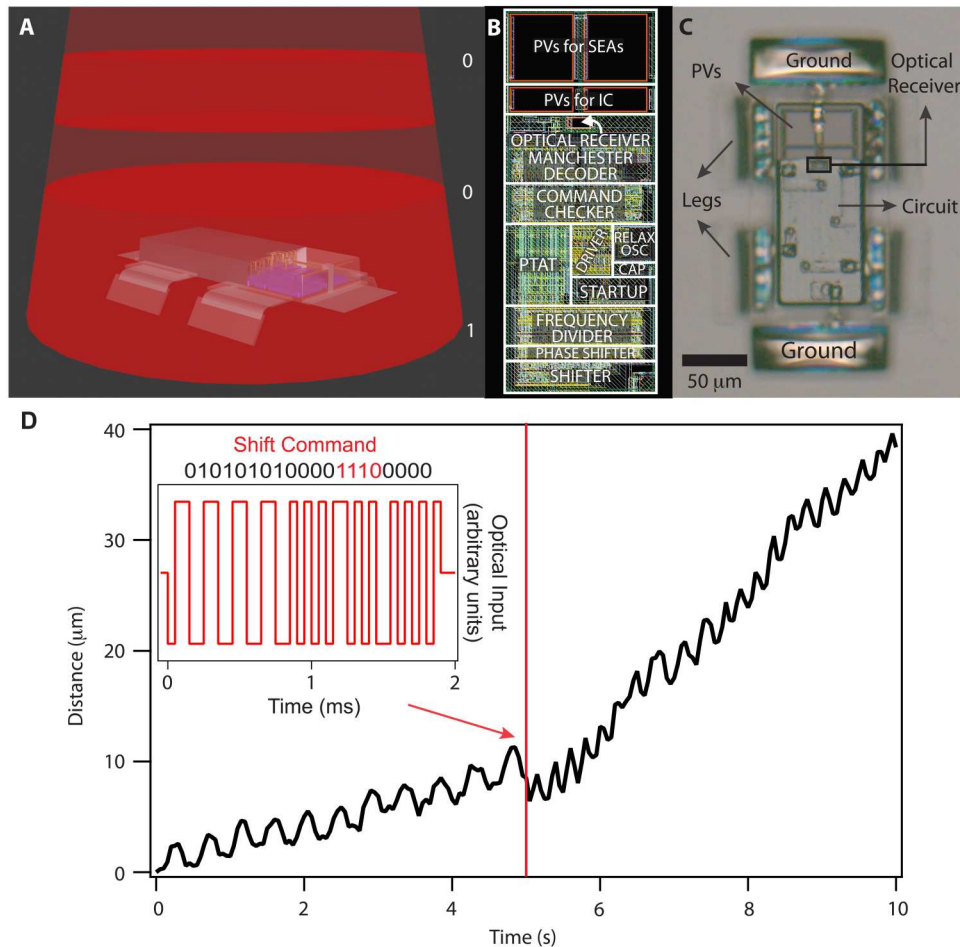 A
0
0
1
B
PVs for SEAs
PVs for IC
OPTICAL RECEIVER
MANCHESTER
DECODER
COMMAND
CHECKER
PTAT
DRIVER
RELAX
OSC
CAP
STARTUP
FREQUENCY
DIVIDER
PHASE SHIFTER
SHIFTER
C
Ground
PVs
Optical
Receiver
Legs
Circuit
Ground
50 μm
D
Shift Command
010101010000111100000
Optical Input
(arbitrary units)
0
1
2
Time (ms)
Distance (μm)
40
30
20
10
0
0
2
4
6
8
10
Time (s)